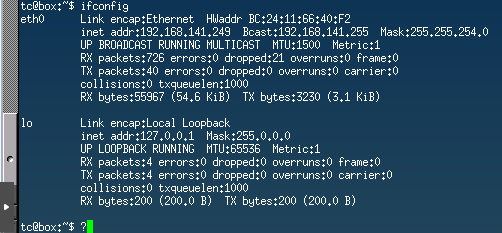 tc@box:~$ ifconfig
eth0      Link encap:Ethernet  HWaddr BC:24:11:66:40:F2
          inet addr:192.168.141.249  Bcast:192.168.141.255  Mask:255.255.254.0
          UP BROADCAST RUNNING MULTICAST  MTU:1500  Metric:1
          RX packets:726 errors:0 dropped:21 overruns:0 frame:0
          TX packets:40 errors:0 dropped:0 overruns:0 carrier:0
          collisions:0 txqueuelen:1000
          RX bytes:55967 (54.6 KiB)  TX bytes:3230 (3.1 KiB)

lo        Link encap:Local Loopback
          inet addr:127.0.0.1  Mask:255.0.0.0
          UP LOOPBACK RUNNING  MTU:65536  Metric:1
          RX packets:4 errors:0 dropped:0 overruns:0 frame:0
          TX packets:4 errors:0 dropped:0 overruns:0 carrier:0
          collisions:0 txqueuelen:1000
          RX bytes:200 (200.0 B)  TX bytes:200 (200.0 B)

tc@box:~$ ?